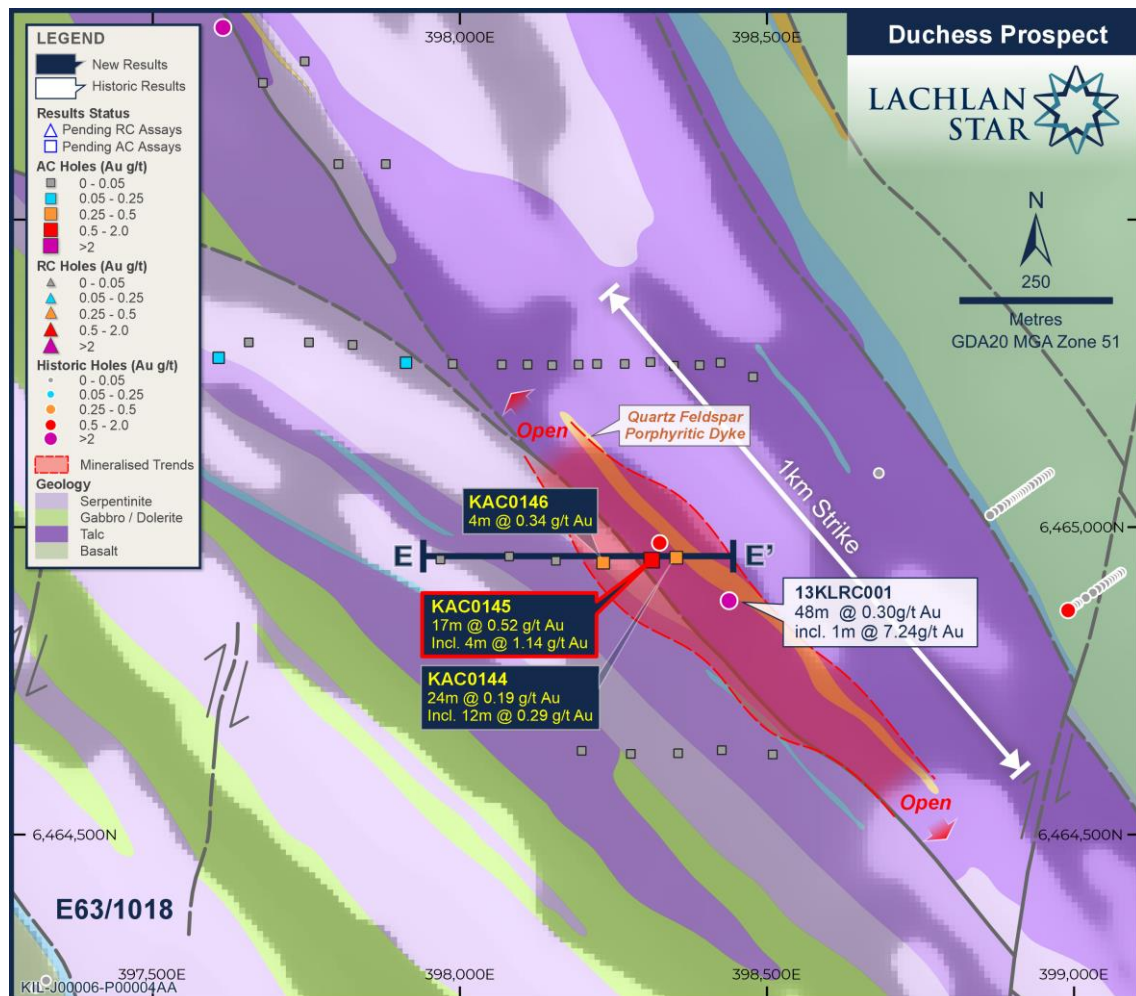 LEGEND
New Results
Historic Results
Results Status
Pending RC Assays
Pending AC Assays
AC Holes (Au g/t)
0 - 0.05
0.05 - 0.25
0.25 - 0.5
0.5 - 2.0
>2
RC Holes (Au g/t)
0 - 0.05
0.05 - 0.25
0.25 - 0.5
0.5 - 2.0
>2
Historic Holes (Au g/t)
0 - 0.05
0.05 - 0.25
0.25 - 0.5
0.5 - 2.0
>2
Mineralised Trends
Geology
Serpentinite
Gabbro / Dolerite
Talc
Basalt
398,000E
398,500E
Duchess Prospect
LACHLAN
STAR
N
250
Metres
GDA20 MGA Zone 51
Open
Quartz Feldspar
Porphyritic Dyke
1km Strike
KAC0146
4m @ 0.34 g/t Au
6,465,000N
E
E'
KAC0145
17m @ 0.52 g/t Au
Incl. 4m @ 1.14 g/t Au
13KLRC001
48m @ 0.30g/t Au
incl. 1m @ 7.24g/t Au
KAC0144
24m @ 0.19 g/t Au
Incl. 12m @ 0.29 g/t Au
Open
6,464,500N
6,464,500N
E63/1018
397,500E
398,000E
398,500E
399,000E
KIL-J00006-P00004AA